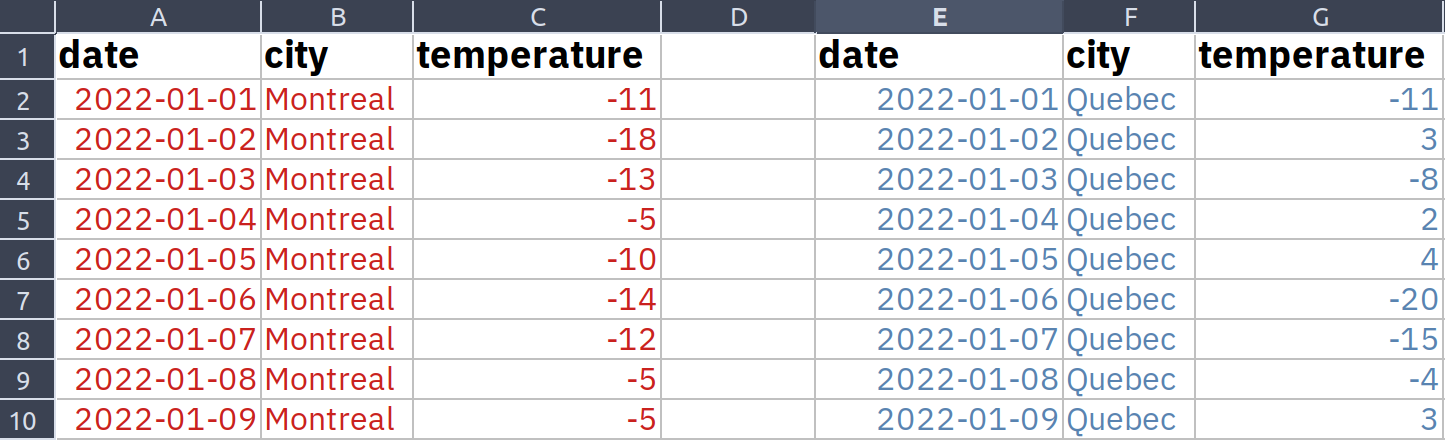 A B C D E F G
1 date city temperature date city temperature
2 2022-01-01 Montreal -11 2022-01-01 Quebec -11
3 2022-01-02 Montreal -18 2022-01-02 Quebec 3
4 2022-01-03 Montreal -13 2022-01-03 Quebec -8
5 2022-01-04 Montreal -5 2022-01-04 Quebec 2
6 2022-01-05 Montreal -10 2022-01-05 Quebec 4
7 2022-01-06 Montreal -14 2022-01-06 Quebec -20
8 2022-01-07 Montreal -12 2022-01-07 Quebec -15
9 2022-01-08 Montreal -5 2022-01-08 Quebec -4
10 2022-01-09 Montreal -5 2022-01-09 Quebec 3